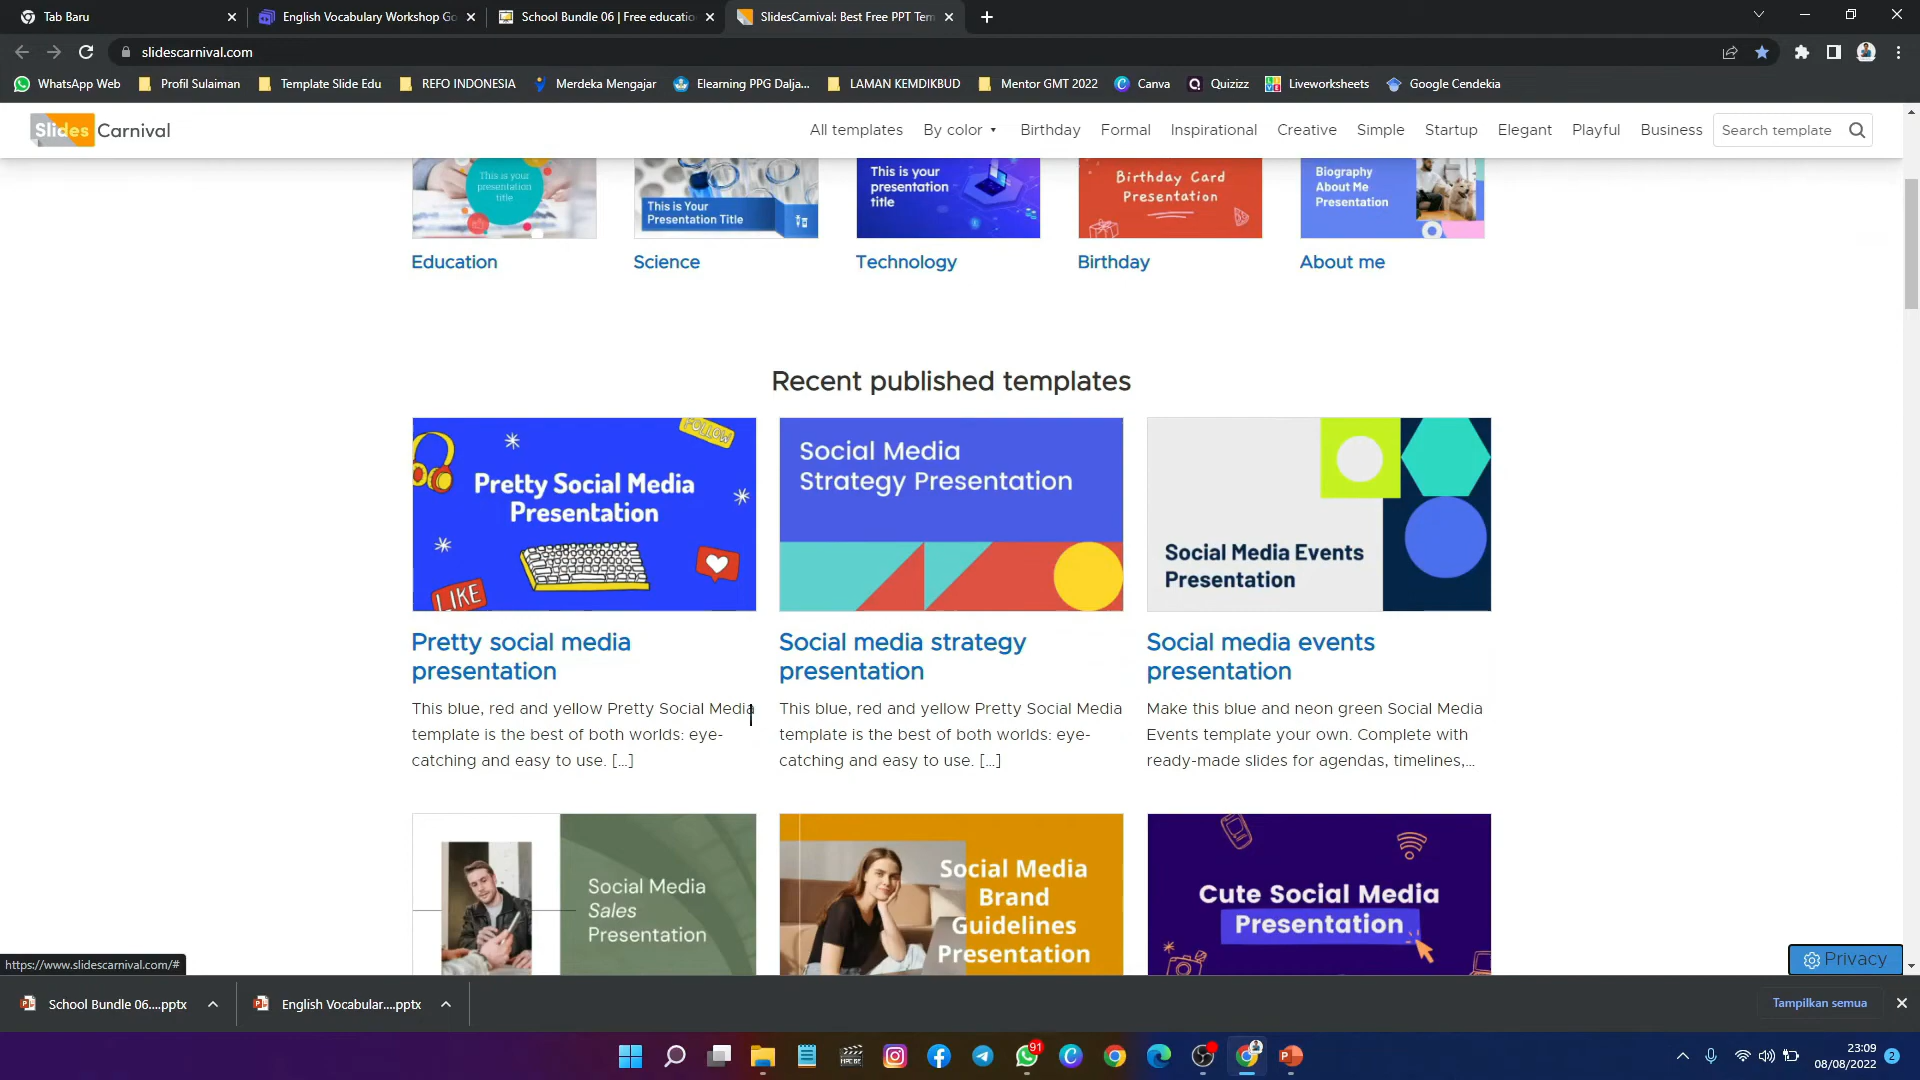 Tab Baru
English Vocabulary Workshop Go
School Bundle 06 | Free educatio
SlidesCarnival: Best Free PPT Tem
slidescarnival.com
WhatsApp Web
Profil Sulaiman
Template Slide Edu
REFO INDONESIA
Merdeka Mengajar
Elearning PPG Dalja...
LAMAN KEMDIKBUD
Mentor GMT 2022
Canva
Quizizz
Liveworksheets
Google Cendekia
Slides Carnival
All templates
By color
Birthday
Formal
Inspirational
Creative
Simple
Startup
Elegant
Playful
Business
Search template
This is your
presentation
title
This is Your
Presentation Title
This is your
presentation
title
Birthday Card
Presentation
Biography
About Me
Presentation
Education
Science
Technology
Birthday
About me
Recent published templates
FOLLOW
Pretty Social Media
Presentation
LIKE
Social Media
Strategy Presentation
Social Media Events
Presentation
Pretty social media
presentation
Social media strategy
presentation
Social media events
presentation
This blue, red and yellow Pretty Social Media
template is the best of both worlds: eye-
catching and easy to use. [...]
This blue, red and yellow Pretty Social Media
template is the best of both worlds: eye-
catching and easy to use. [...]
Make this blue and neon green Social Media
Events template your own. Complete with
ready-made slides for agendas, timelines,...
Social Media
Sales
Presentation
Social Media
Brand
Guidelines
Presentation
Cute Social Media
Presentation
https://www.slidescarnival.com/#
Privacy
School Bundle 06....pptx
English Vocabular....pptx
Tampilkan semua
91
23:09
08/08/2022
2